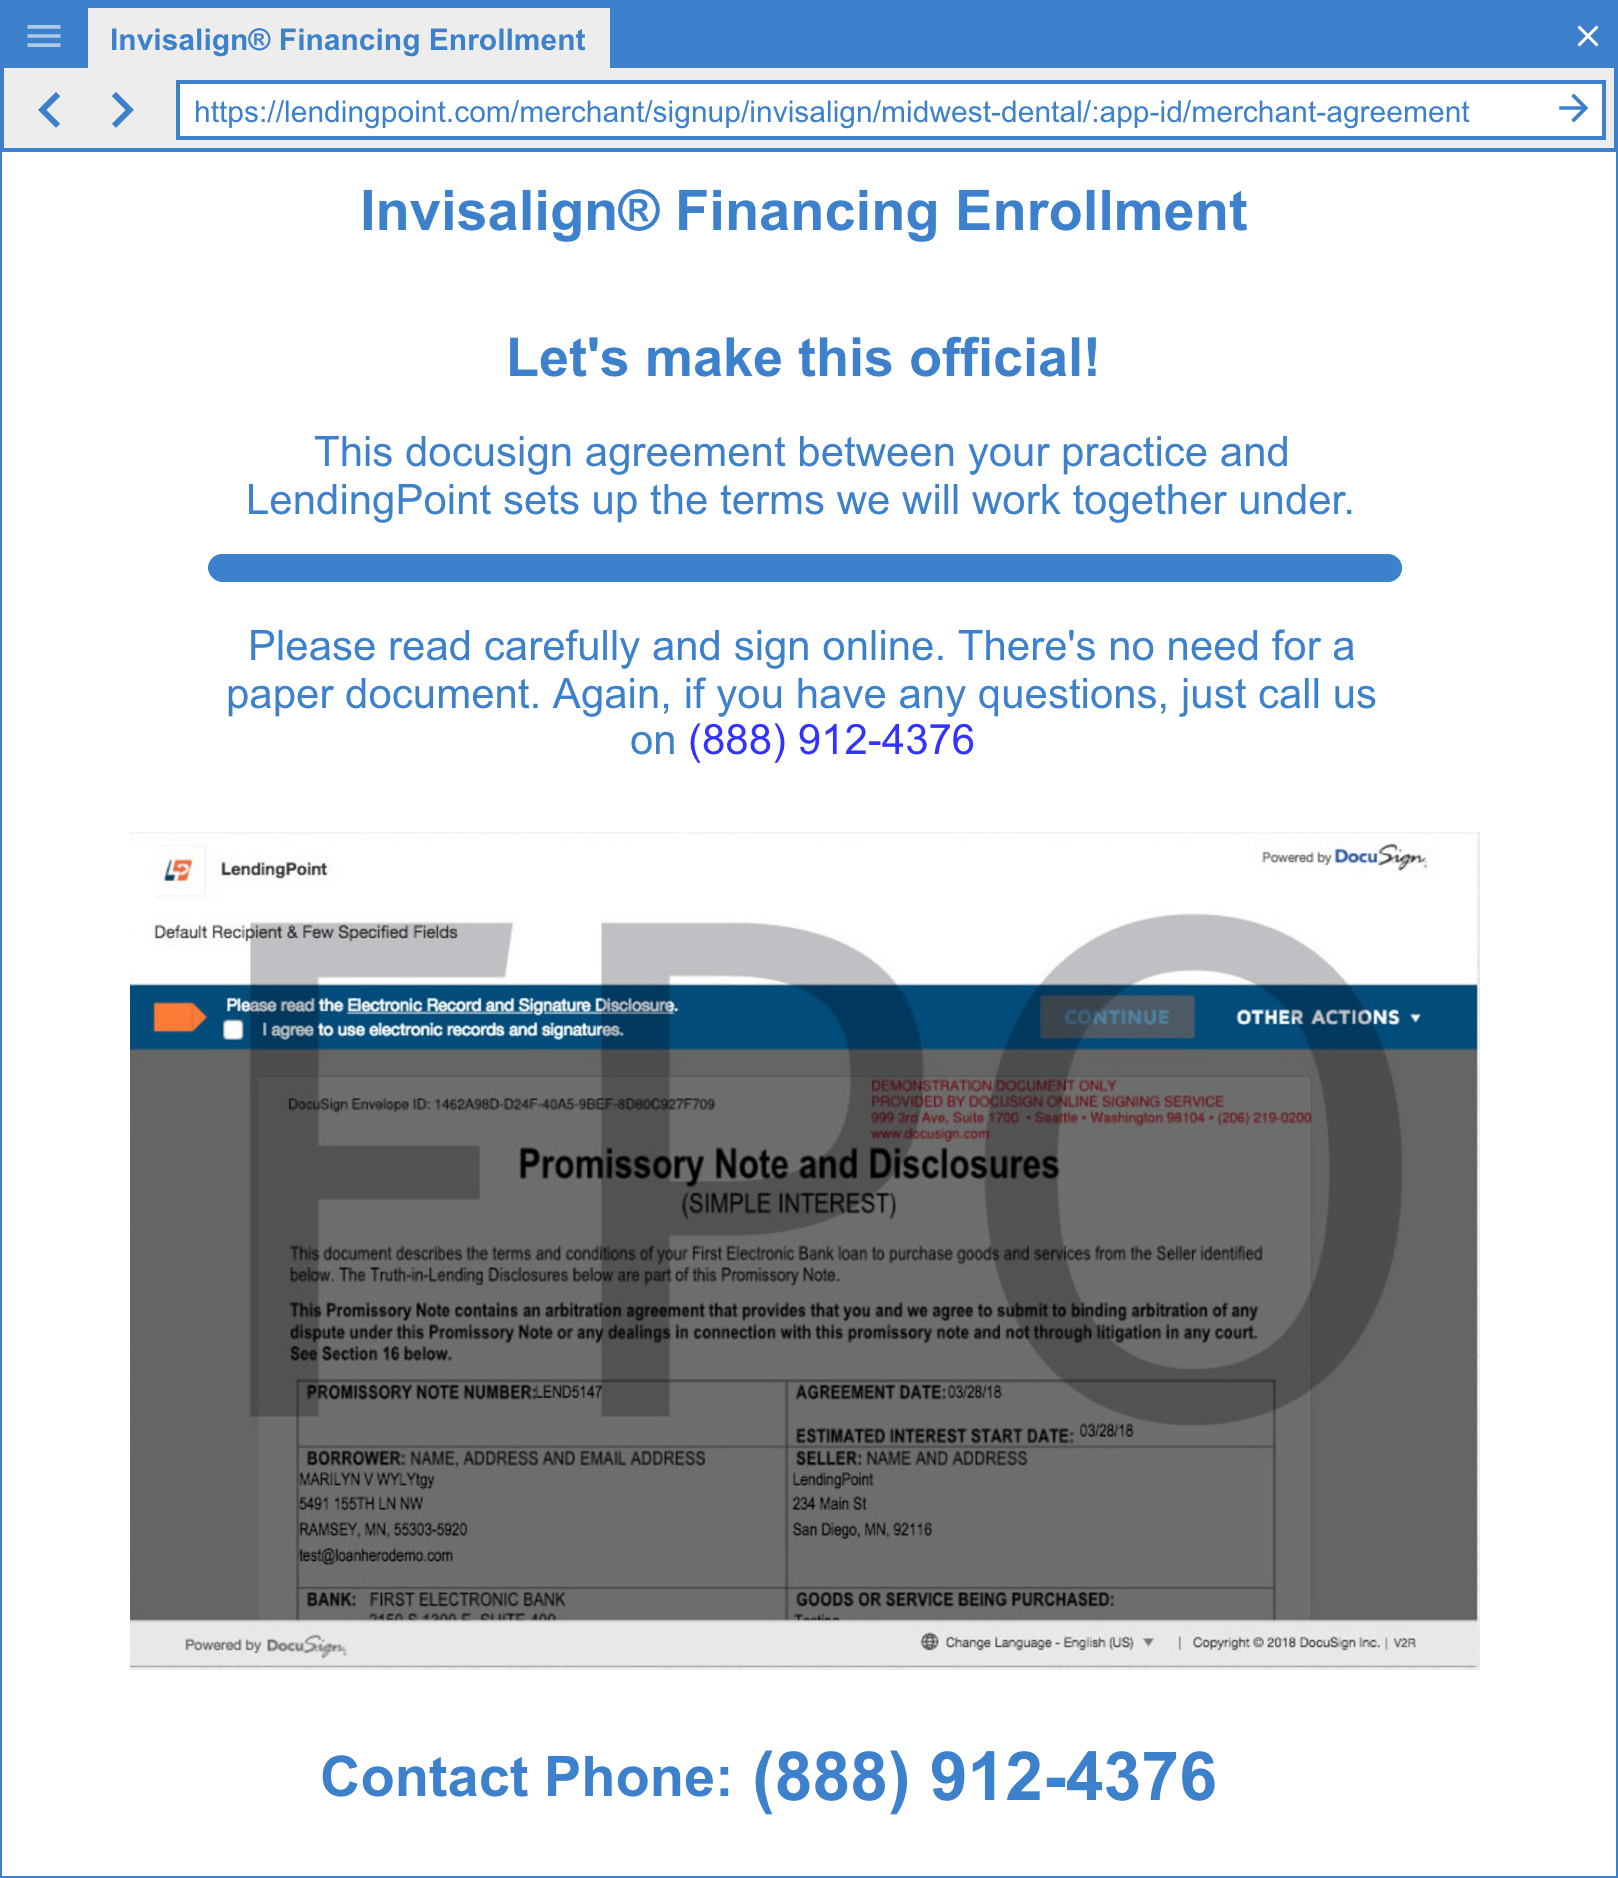 Invisalign® Financing Enrollment
https://lendingpoint.com/merchant/signup/invisalign/midwest-dental/:app-id/merchant-agreement
Invisalign® Financing Enrollment
Let's make this official!
This docusign agreement between your practice and
LendingPoint sets up the terms we will work together under.
Please read carefully and sign online. There's no need for a
paper document. Again, if you have any questions, just call us
on (888) 912-4376
LendingPoint
Powered by DocuSign
Default Recipient & Few Specified Fields
FPO
Please read the Electronic Record and Signature Disclosure.
I agree to use electronic records and signatures.
CONTINUE
OTHER ACTIONS
DocuSign Envelope ID: 1462A98D-D24F-40A5-9BEF-8D80C927F709
DEMONSTRATION DOCUMENT ONLY
PROVIDED BY DOCUSIGN ONLINE SIGNING SERVICE
999 3rd Ave, Suite 1700 • Seattle • Washington 98104 • (206) 219-0200
www.docusign.com
Promissory Note and Disclosures
(SIMPLE INTEREST)
This document describes the terms and conditions of your First Electronic Bank loan to purchase goods and services from the Seller identified
below. The Truth-in-Lending Disclosures below are part of this Promissory Note.
This Promissory Note contains an arbitration agreement that provides that you and we agree to submit to binding arbitration of any
dispute under this Promissory Note or any dealings in connection with this promissory note and not through litigation in any court.
See Section 16 below.
PROMISSORY NOTE NUMBER:LEND5147
AGREEMENT DATE:03/28/18
ESTIMATED INTEREST START DATE: 03/28/18
BORROWER: NAME, ADDRESS AND EMAIL ADDRESS
MARILYN V WYLYtgy
5491 155TH LN NW
RAMSEY, MN, 55303-5920
test@loanherodemo.com
SELLER: NAME AND ADDRESS
LendingPoint
234 Main St
San Diego, MN, 92116
BANK: FIRST ELECTRONIC BANK
2150 S 1300 E, SUITE 400
GOODS OR SERVICE BEING PURCHASED:
Testing
Powered by DocuSign
Change Language - English (US) | Copyright © 2018 DocuSign Inc. | V2R
Contact Phone: (888) 912-4376